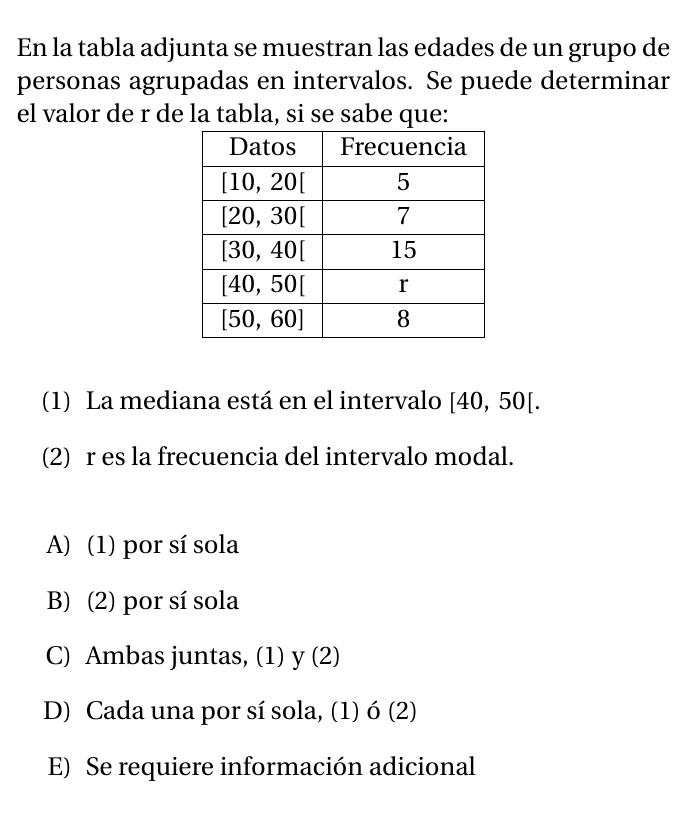 En la tabla adjunta se muestran las edades de un grupo de
personas agrupadas en intervalos. Se puede determinar
el valor de r de la tabla, si se sabe que:
Datos Frecuencia
[10, 20[ 5
[20, 30[ 7
[30, 40[ 15
[40, 50[ r
[50, 60] 8
(1) La mediana está en el intervalo [40, 50[.
(2) r es la frecuencia del intervalo modal.
A) (1) por sí sola
B) (2) por sí sola
C) Ambas juntas, (1) y (2)
D) Cada una por sí sola, (1) ó (2)
E) Se requiere información adicional